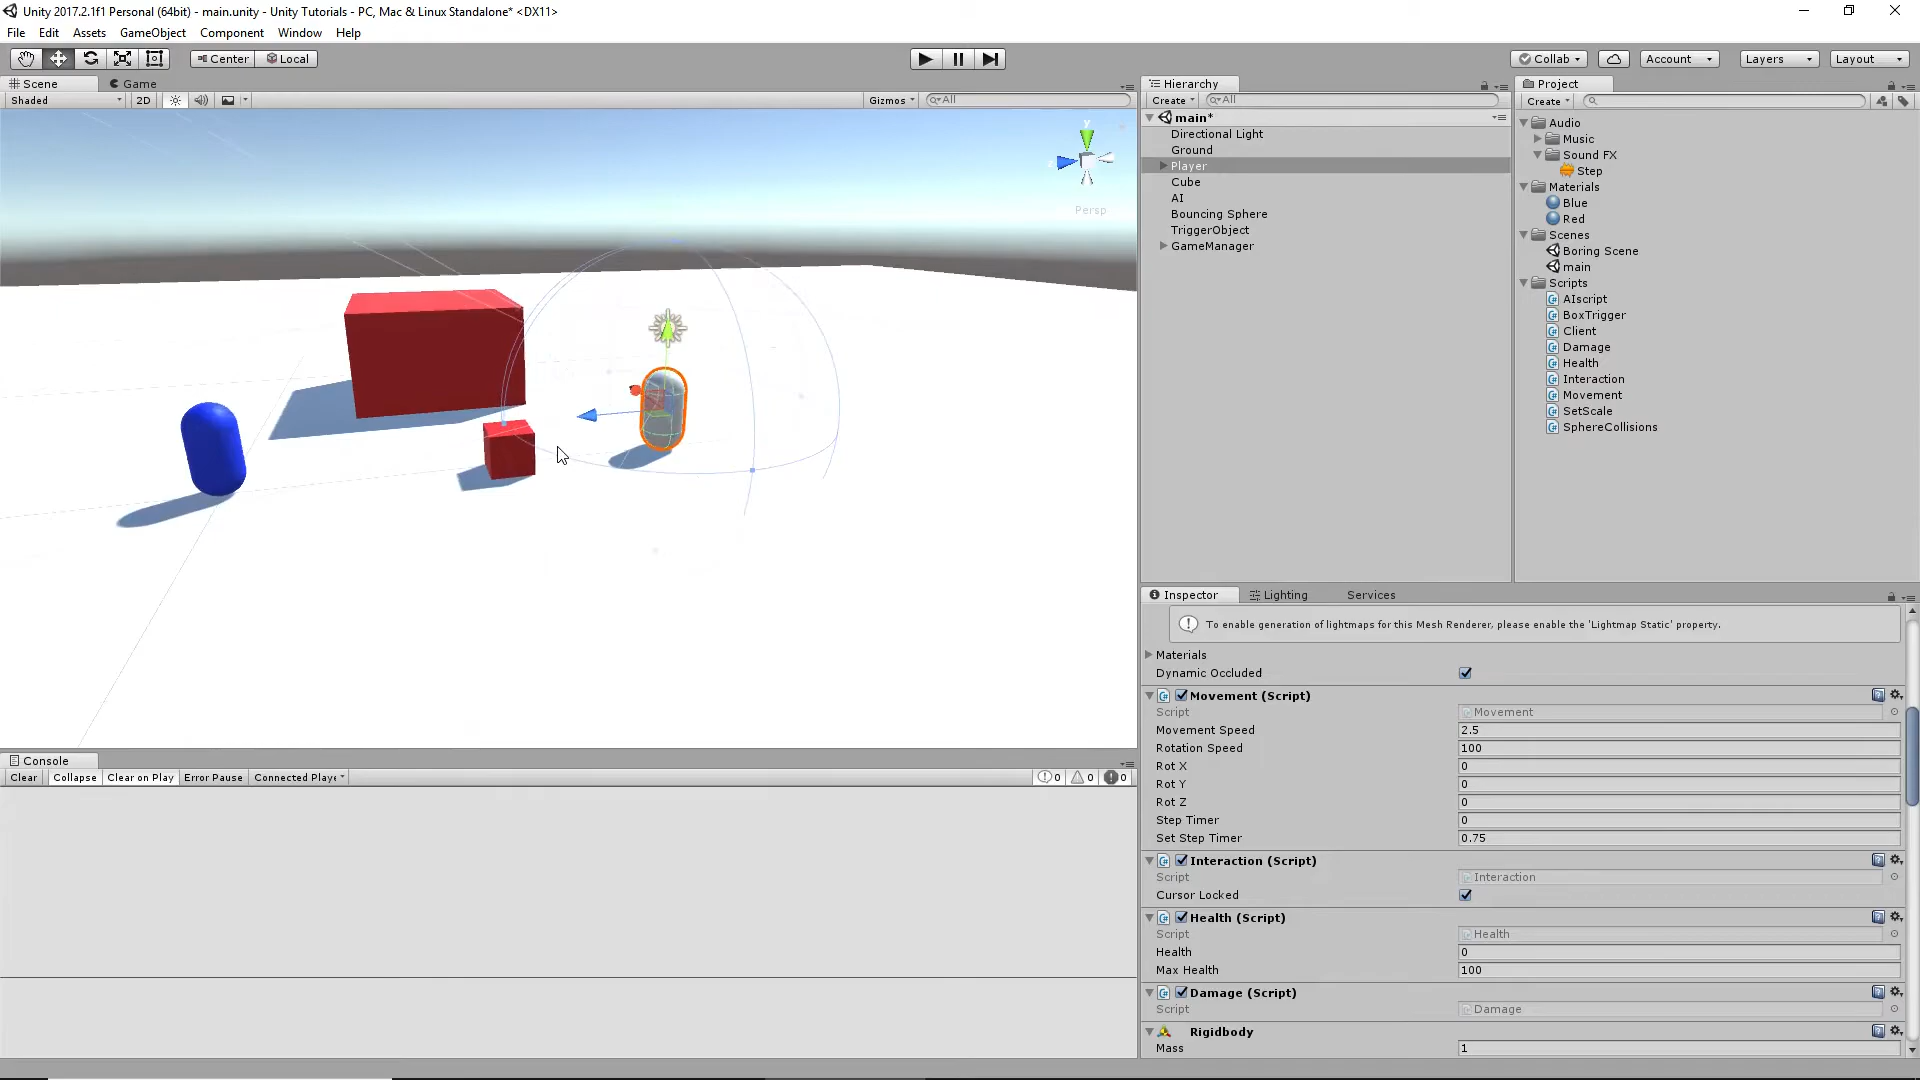 Unity 2017.2.1f1 Personal (64bit) - main.unity - Unity Tutorials - PC, Mac & Linux Standalone* <DX11>
File Edit Assets GameObject Component Window Help
Center Local Collab Account Layers Layout
Scene Game
Shaded 2D Gizmos All
y
Persp
Hierarchy
Create All
main*
Directional Light
Ground
Player
Cube
AI
Bouncing Sphere
TriggerObject
GameManager
Project
Create
Audio
Music
Sound FX
Step
Materials
Blue
Red
Scenes
Boring Scene
main
Scripts
AIscript
BoxTrigger
Client
Damage
Health
Interaction
Movement
SetScale
SphereCollisions
Console
Clear Collapse Clear on Play Error Pause Connected Playe 0 0 0
Inspector Lighting Services
To enable generation of lightmaps for this Mesh Renderer, please enable the 'Lightmap Static' property.
Materials
Dynamic Occluded
Movement (Script)
Script Movement
Movement Speed 2.5
Rotation Speed 100
Rot X 0
Rot Y 0
Rot Z 0
Step Timer 0
Set Step Timer 0.75
Interaction (Script)
Script Interaction
Cursor Locked
Health (Script)
Script Health
Health 0
Max Health 100
Damage (Script)
Script Damage
Rigidbody
Mass 1